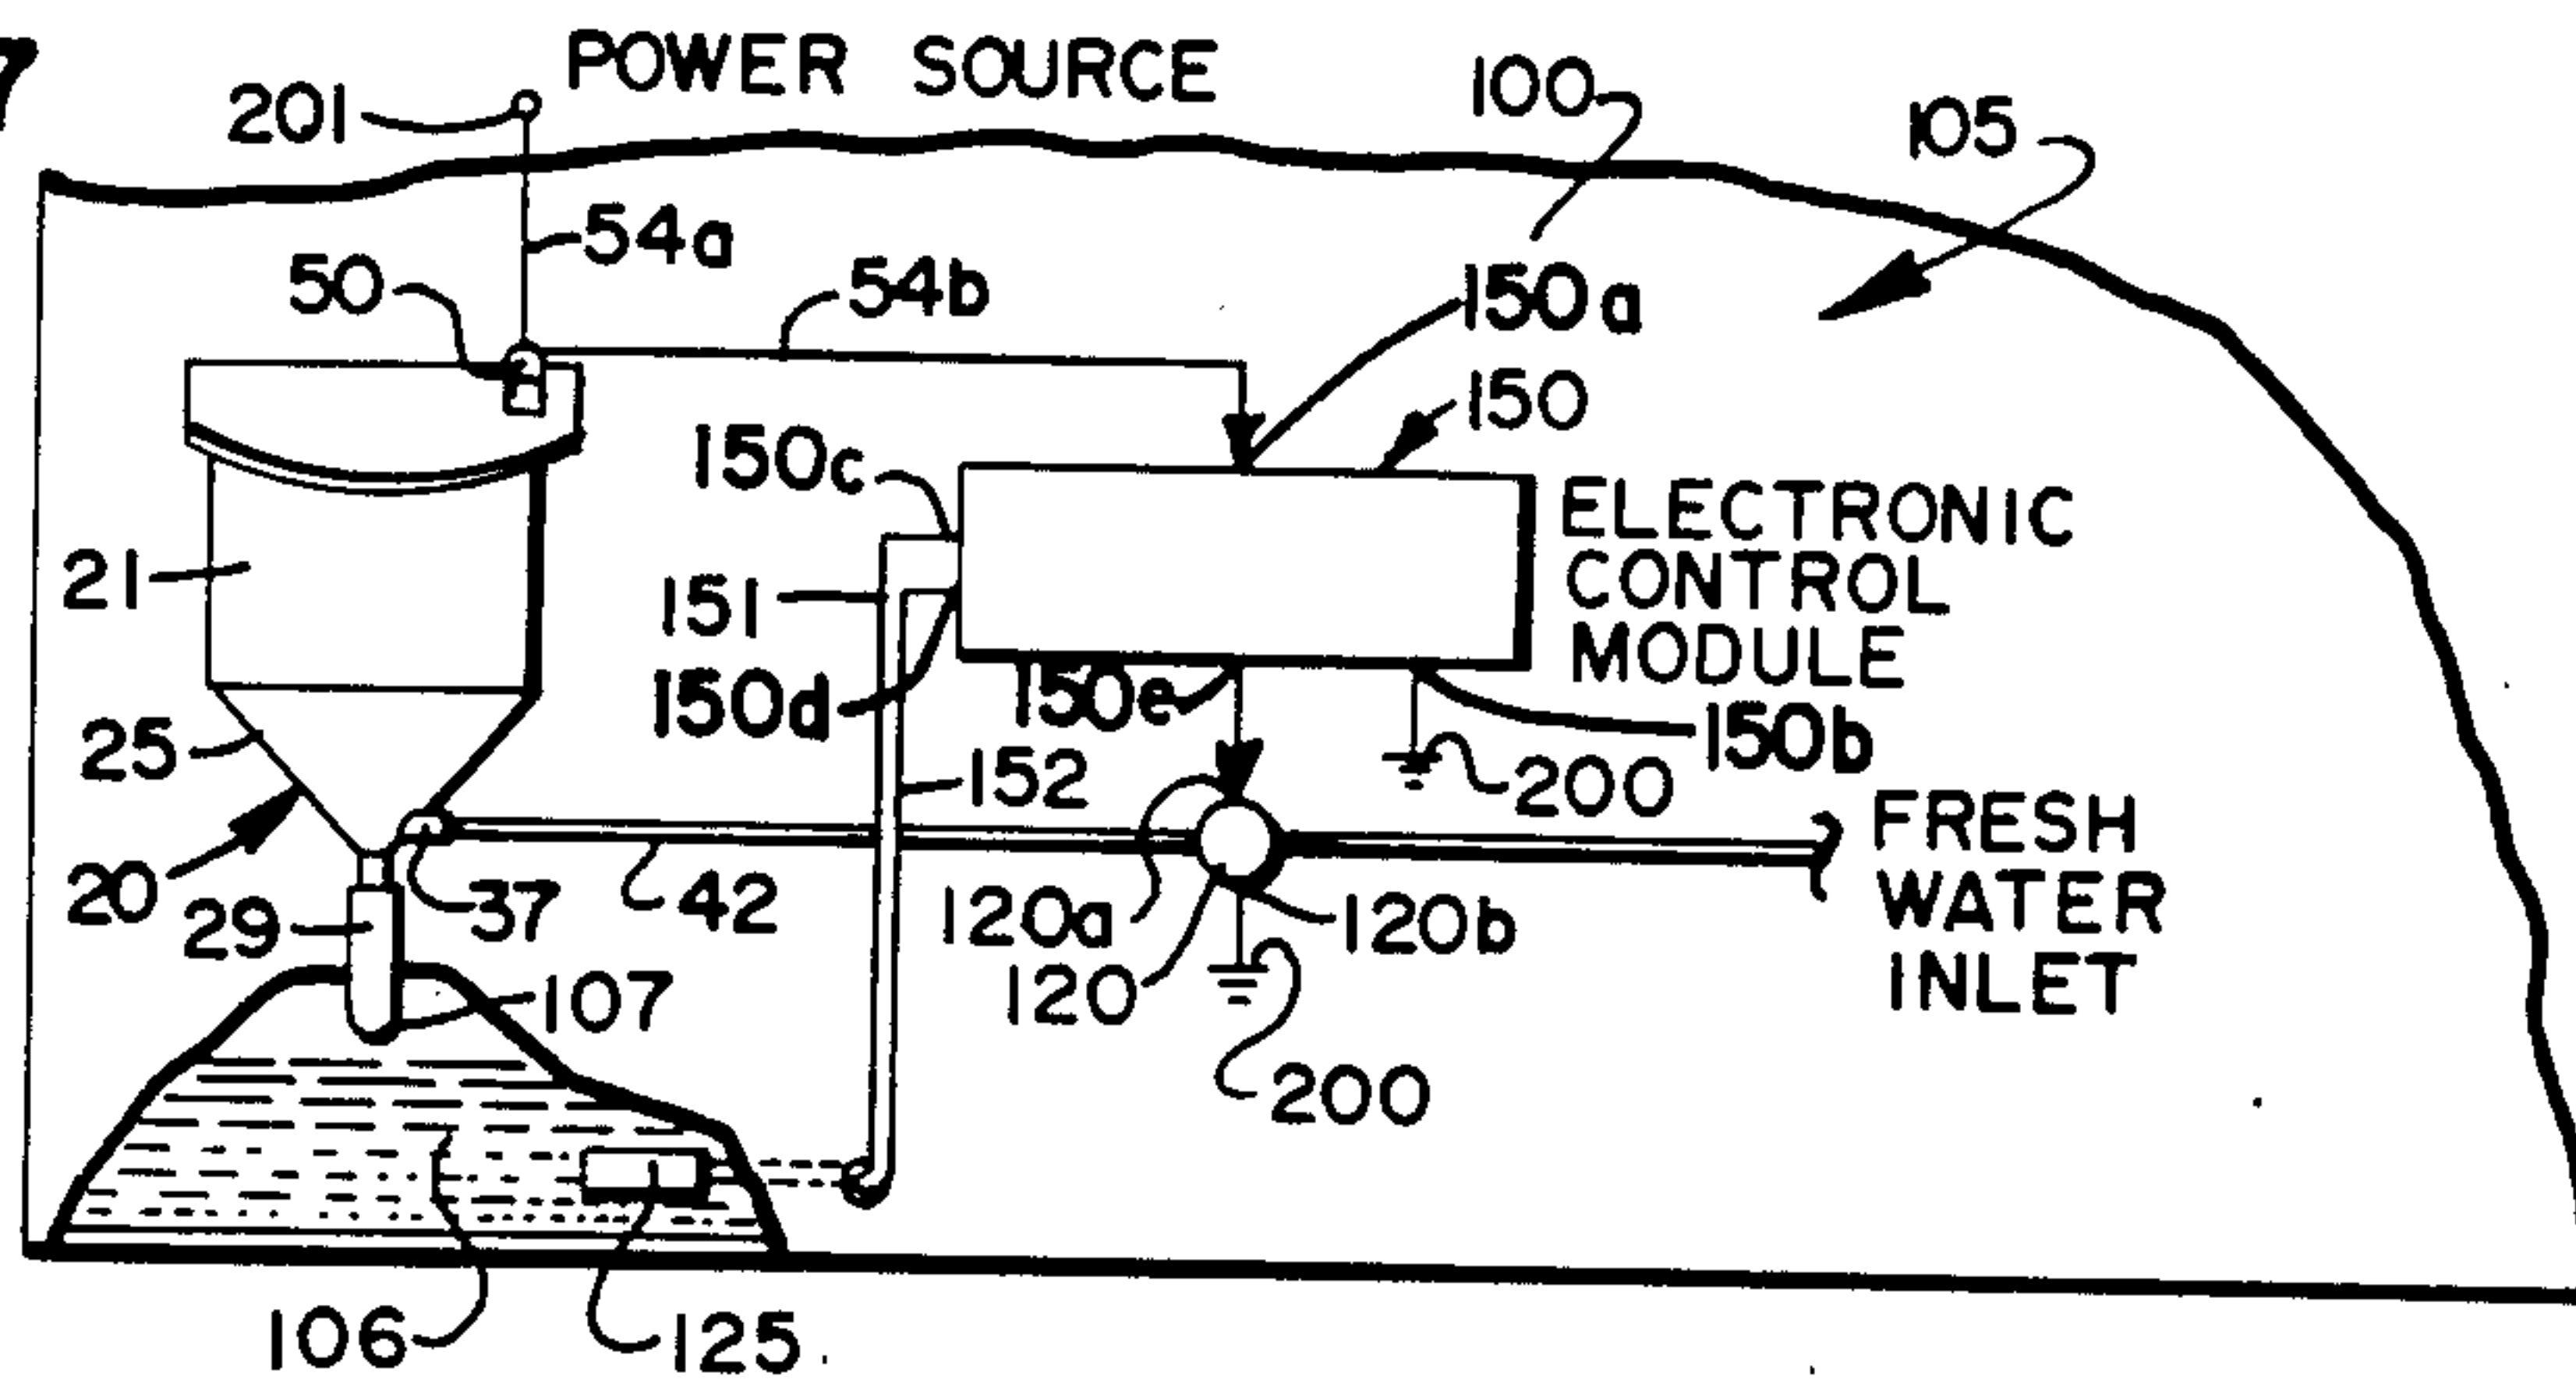 7
POWER SOURCE
201
100
105
54a
50
54b
150a
150
150c
ELECTRONIC
CONTROL
MODULE
21
151
150d
150e
150b
25
152
200
FRESH
WATER
INLET
20
29
37
42
120a
120b
120
107
200
106
125